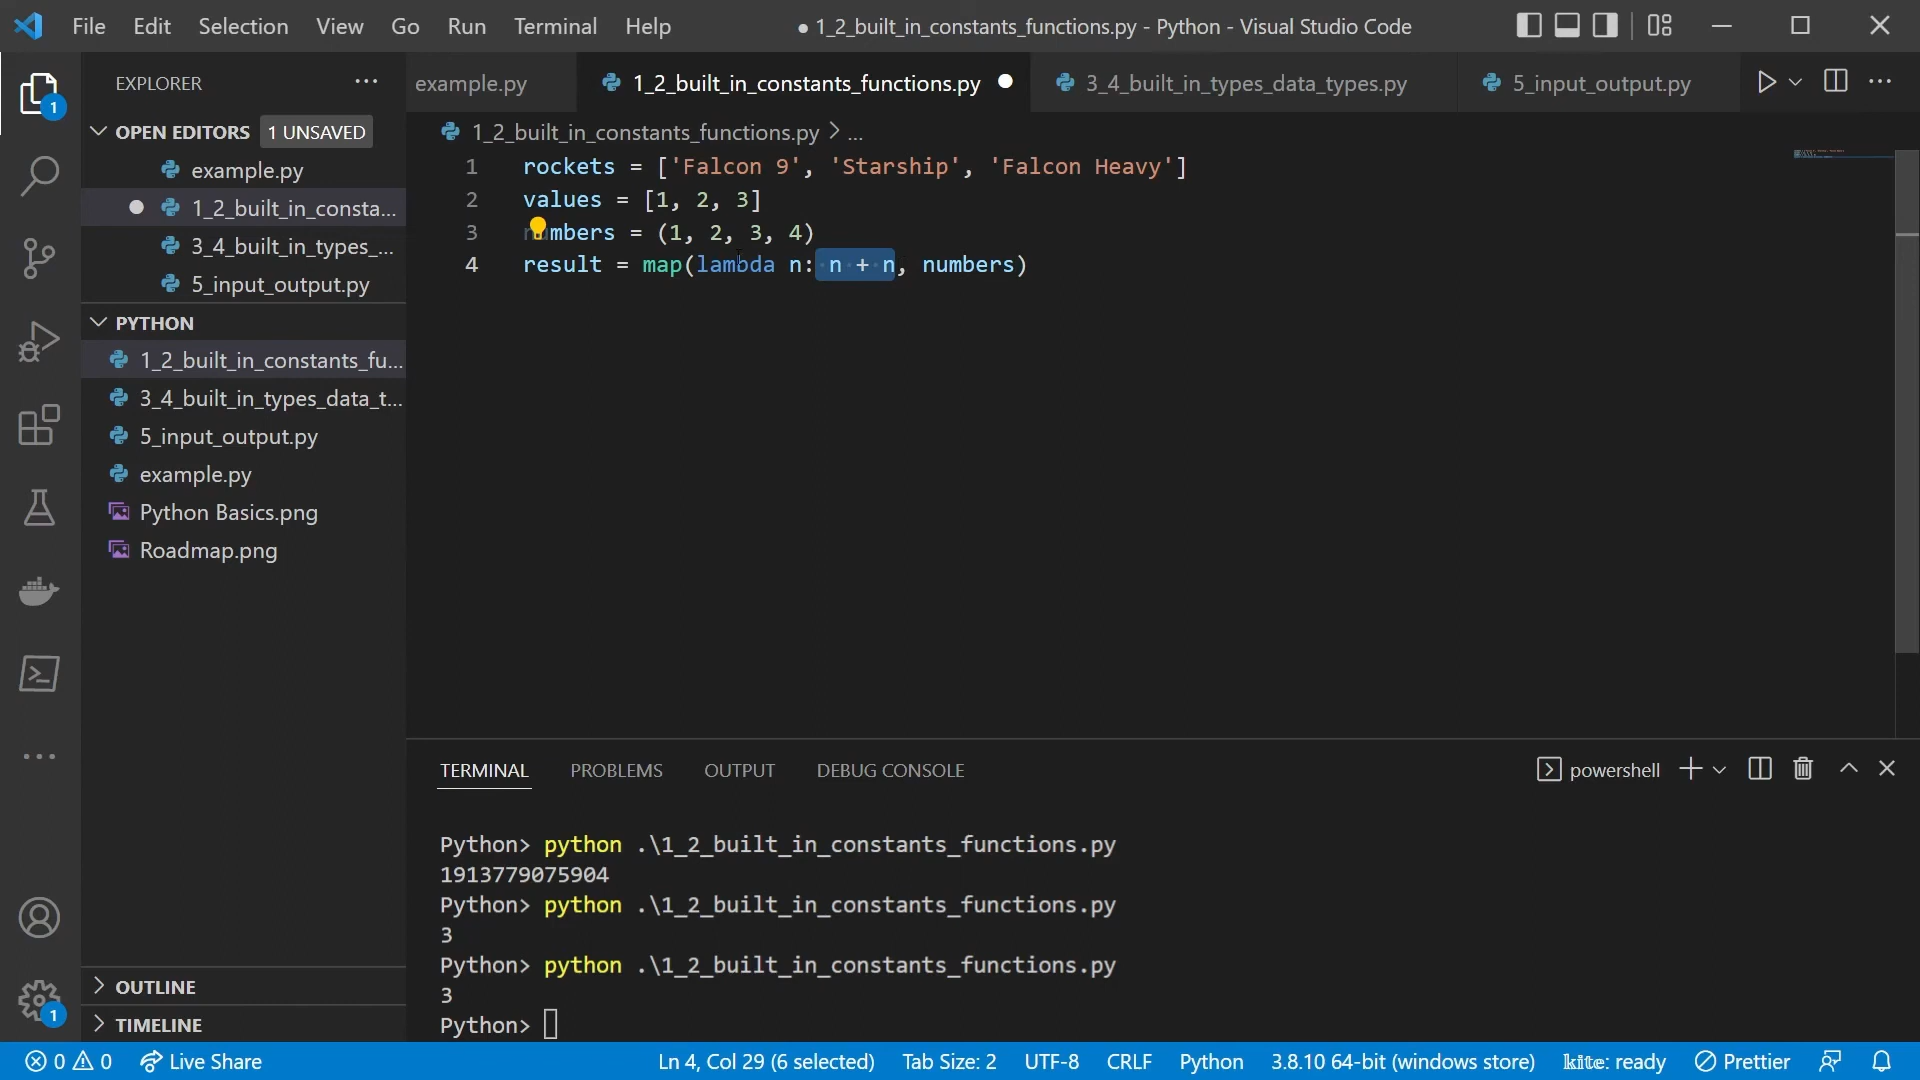 File Edit Selection View Go Run Terminal Help
● 1_2_built_in_constants_functions.py - Python - Visual Studio Code
EXPLORER
OPEN EDITORS 1 UNSAVED
example.py
1_2_built_in_consta...
3_4_built_in_types_...
5_input_output.py
PYTHON
1_2_built_in_constants_fu...
3_4_built_in_types_data_t...
5_input_output.py
example.py
Python Basics.png
Roadmap.png
OUTLINE
TIMELINE
1
1
example.py 1_2_built_in_constants_functions.py 3_4_built_in_types_data_types.py 5_input_output.py
1_2_built_in_constants_functions.py > ...
1 rockets = ['Falcon 9', 'Starship', 'Falcon Heavy']
2 values = [1, 2, 3]
3 numbers = (1, 2, 3, 4)
4 result = map(lambda n: n + n, numbers)
TERMINAL PROBLEMS OUTPUT DEBUG CONSOLE
powershell
Python> python .\1_2_built_in_constants_functions.py
1913779075904
Python> python .\1_2_built_in_constants_functions.py
3
Python> python .\1_2_built_in_constants_functions.py
3
Python>
0 0 Live Share Ln 4, Col 29 (6 selected) Tab Size: 2 UTF-8 CRLF Python 3.8.10 64-bit (windows store) kite: ready Prettier